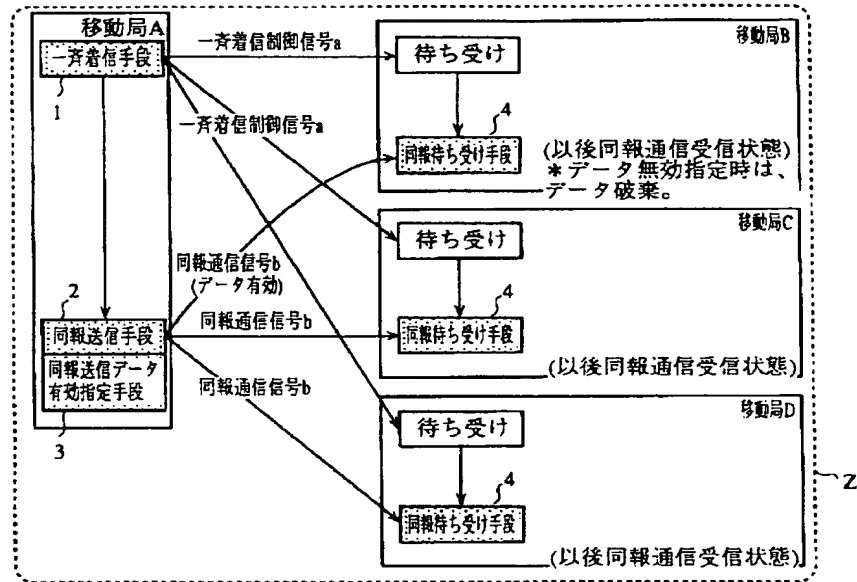 移動局A
一斉着信手段
1
2
同報送信手段
同報送信データ
有効指定手段
3
一斉着信制御信号a
一斉着信制御信号a
同報通信信号b
(データ有効)
同報通信信号b
同報通信信号b
移動局B
待ち受け
4
同報待ち受け手段
(以後同報通信受信状態)
*データ無効指定時は、
データ破棄。
移動局C
待ち受け
4
同報待ち受け手段
(以後同報通信受信状態)
移動局D
待ち受け
4
同報待ち受け手段
(以後同報通信受信状態)
Z